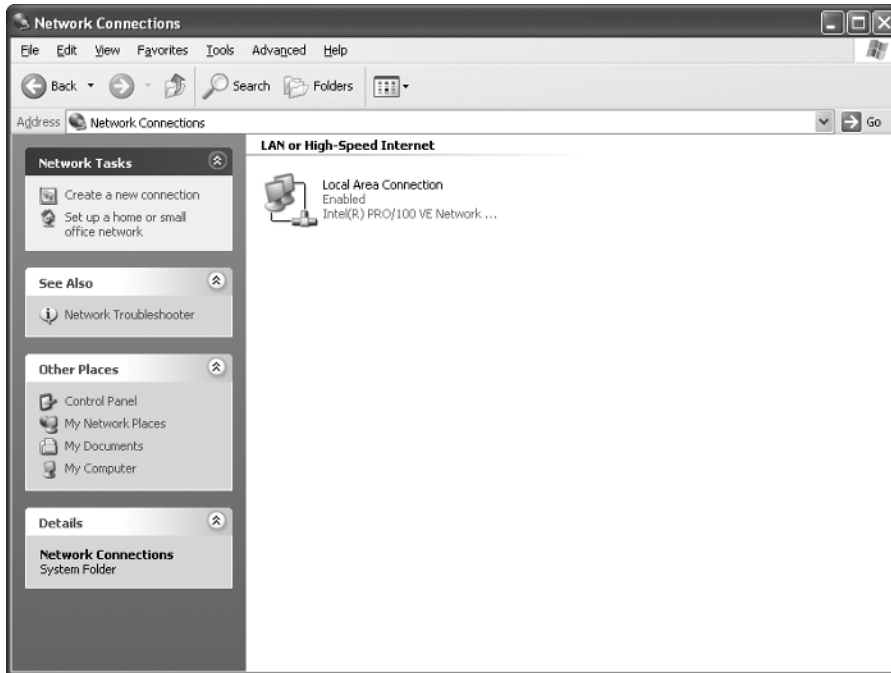 Network Connections
File Edit View Favorites Tools Advanced Help
Back Search Folders
Address Network Connections Go
Network Tasks
Create a new connection
Set up a home or small
office network
See Also
Network Troubleshooter
Other Places
Control Panel
My Network Places
My Documents
My Computer
Details
Network Connections
System Folder
LAN or High-Speed Internet
Local Area Connection
Enabled
Intel(R) PRO/100 VE Network ...